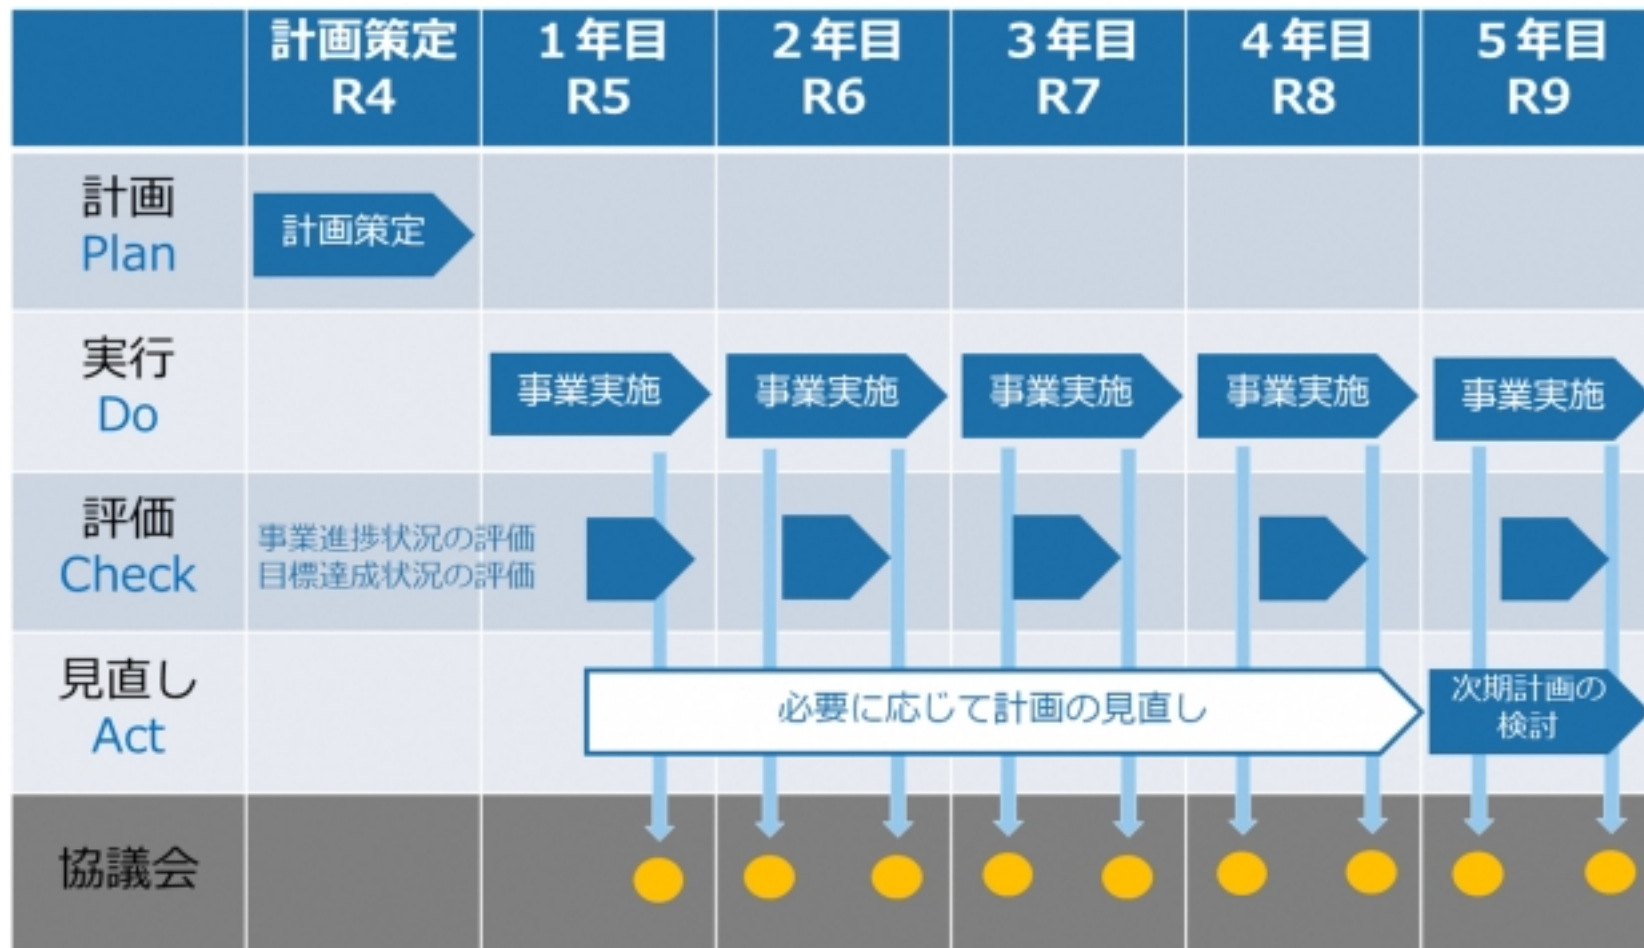 計画策定
R4
1年目
R5
2年目
R6
3年目
R7
4年目
R8
5年目
R9
計画
Plan
計画策定
実行
Do
事業実施
事業実施
事業実施
事業実施
事業実施
評価
Check
事業進捗状況の評価
目標達成状況の評価
見直し
Act
必要に応じて計画の見直し
次期計画の
検討
協議会